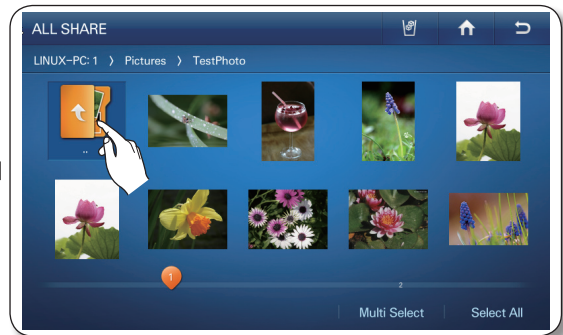 ALL SHARE
LINUX-PC: 1 > Pictures > TestPhoto
..
1
2
Multi Select
Select All